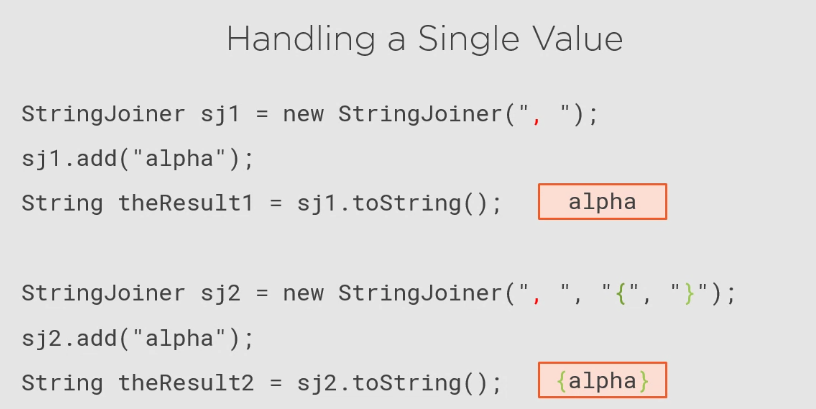 Handling a Single Value
StringJoiner sj1 = new StringJoiner(", ");
sj1.add("alpha");
String theResult1 = sj1.toString(); alpha
StringJoiner sj2 = new StringJoiner(", ", "{", "}");
sj2.add("alpha");
String theResult2 = sj2.toString(); {alpha}